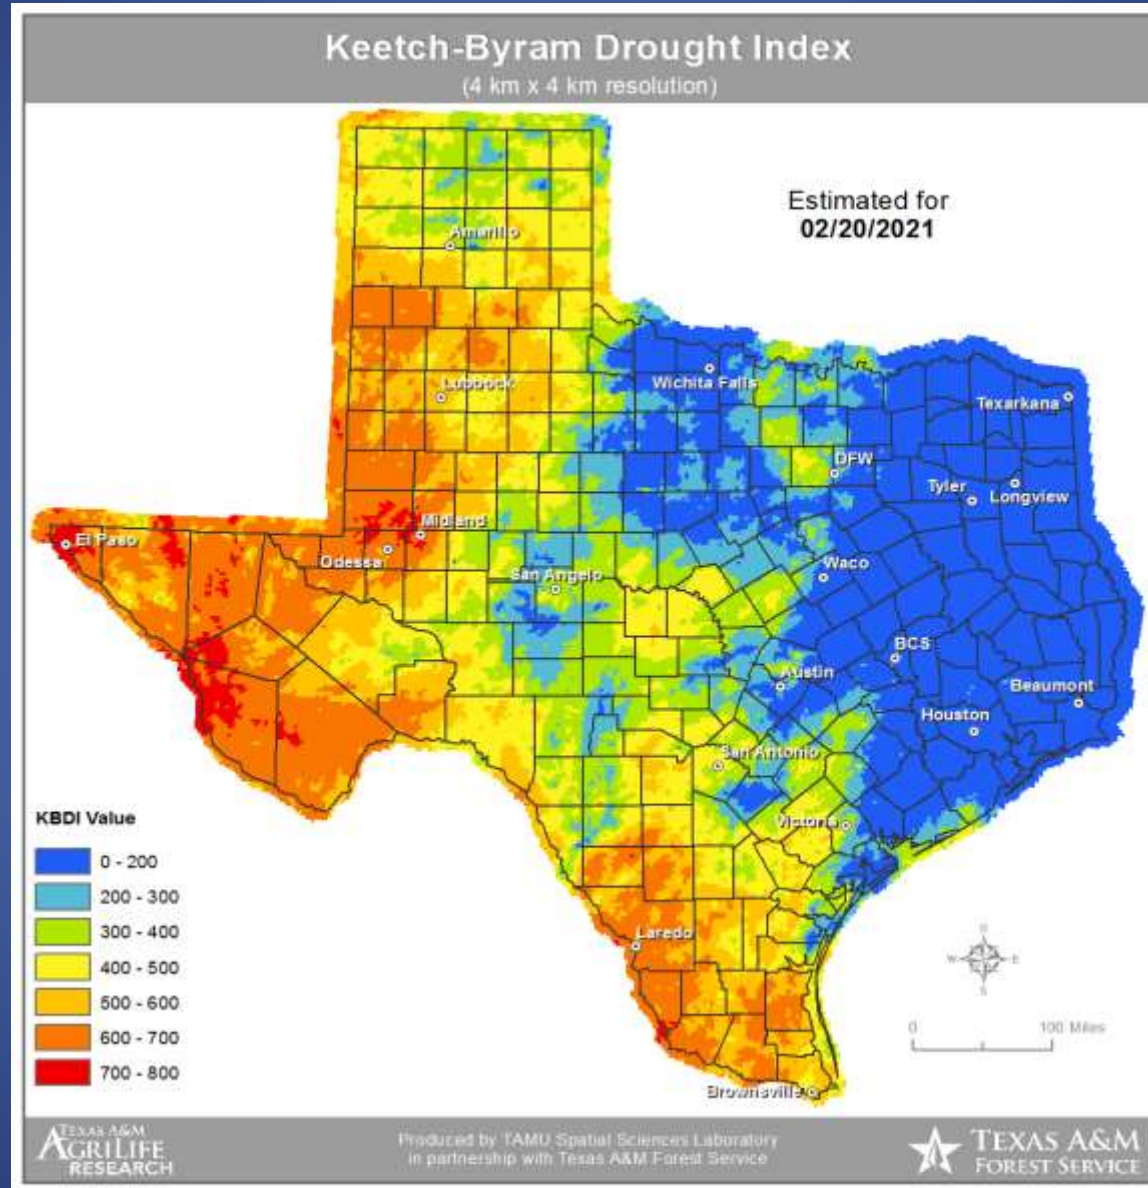 Keetch-Byram Drought Index
(4 km x 4 km resolution)
Estimated for
02/20/2021
Amarillo
Lubbock
Wichita Falls
Texarkana
DFW
Tyler
Longview
El Paso
Midland
Odessa
San Angelo
Waco
BCS
Austin
Beaumont
Houston
San Antonio
Victoria
Laredo
Brownsville
KBDI Value
0 - 200
200 - 300
300 - 400
400 - 500
500 - 600
600 - 700
700 - 800
W
E
S
0 100 Miles
TEXAS A&M
AGRILIFE
RESEARCH
Produced by TAMU Spatial Sciences Laboratory
in partnership with Texas A&M Forest Service
TEXAS A&M
FOREST SERVICE